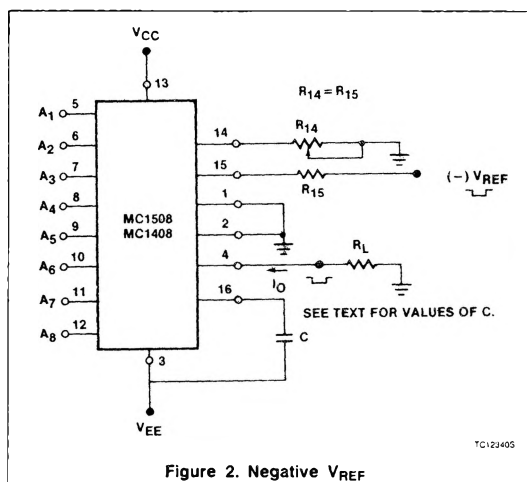 VCC
13
R14 = R15
A1 5
A2 6
A3 7
A4 8
A5 9
A6 10
A7 11
A8 12
MC1508
MC1408
14
R14
15
R15
(-) VREF
1
2
4
IO
RL
16
SEE TEXT FOR VALUES OF C.
C
3
VEE
TC12340S
Figure 2. Negative VREF